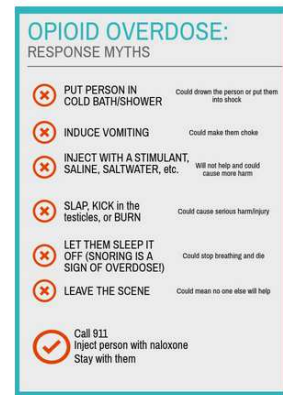 OPIOID OVERDOSE:
RESPONSE MYTHS
PUT PERSON IN
COLD BATH/SHOWER
Could drown the person or put them
into shock
INDUCE VOMITING
Could make them choke
INJECT WITH A STIMULANT,
SALINE, SALTWATER, etc.
Will not help and could
cause more harm
SLAP, KICK in the
testicles, or BURN
Could cause serious harm/injury
LET THEM SLEEP IT
OFF (SNORING IS A
SIGN OF OVERDOSE!)
Could stop breathing and die
LEAVE THE SCENE
Could mean no one else will help
Call 911
Inject person with naloxone
Stay with them